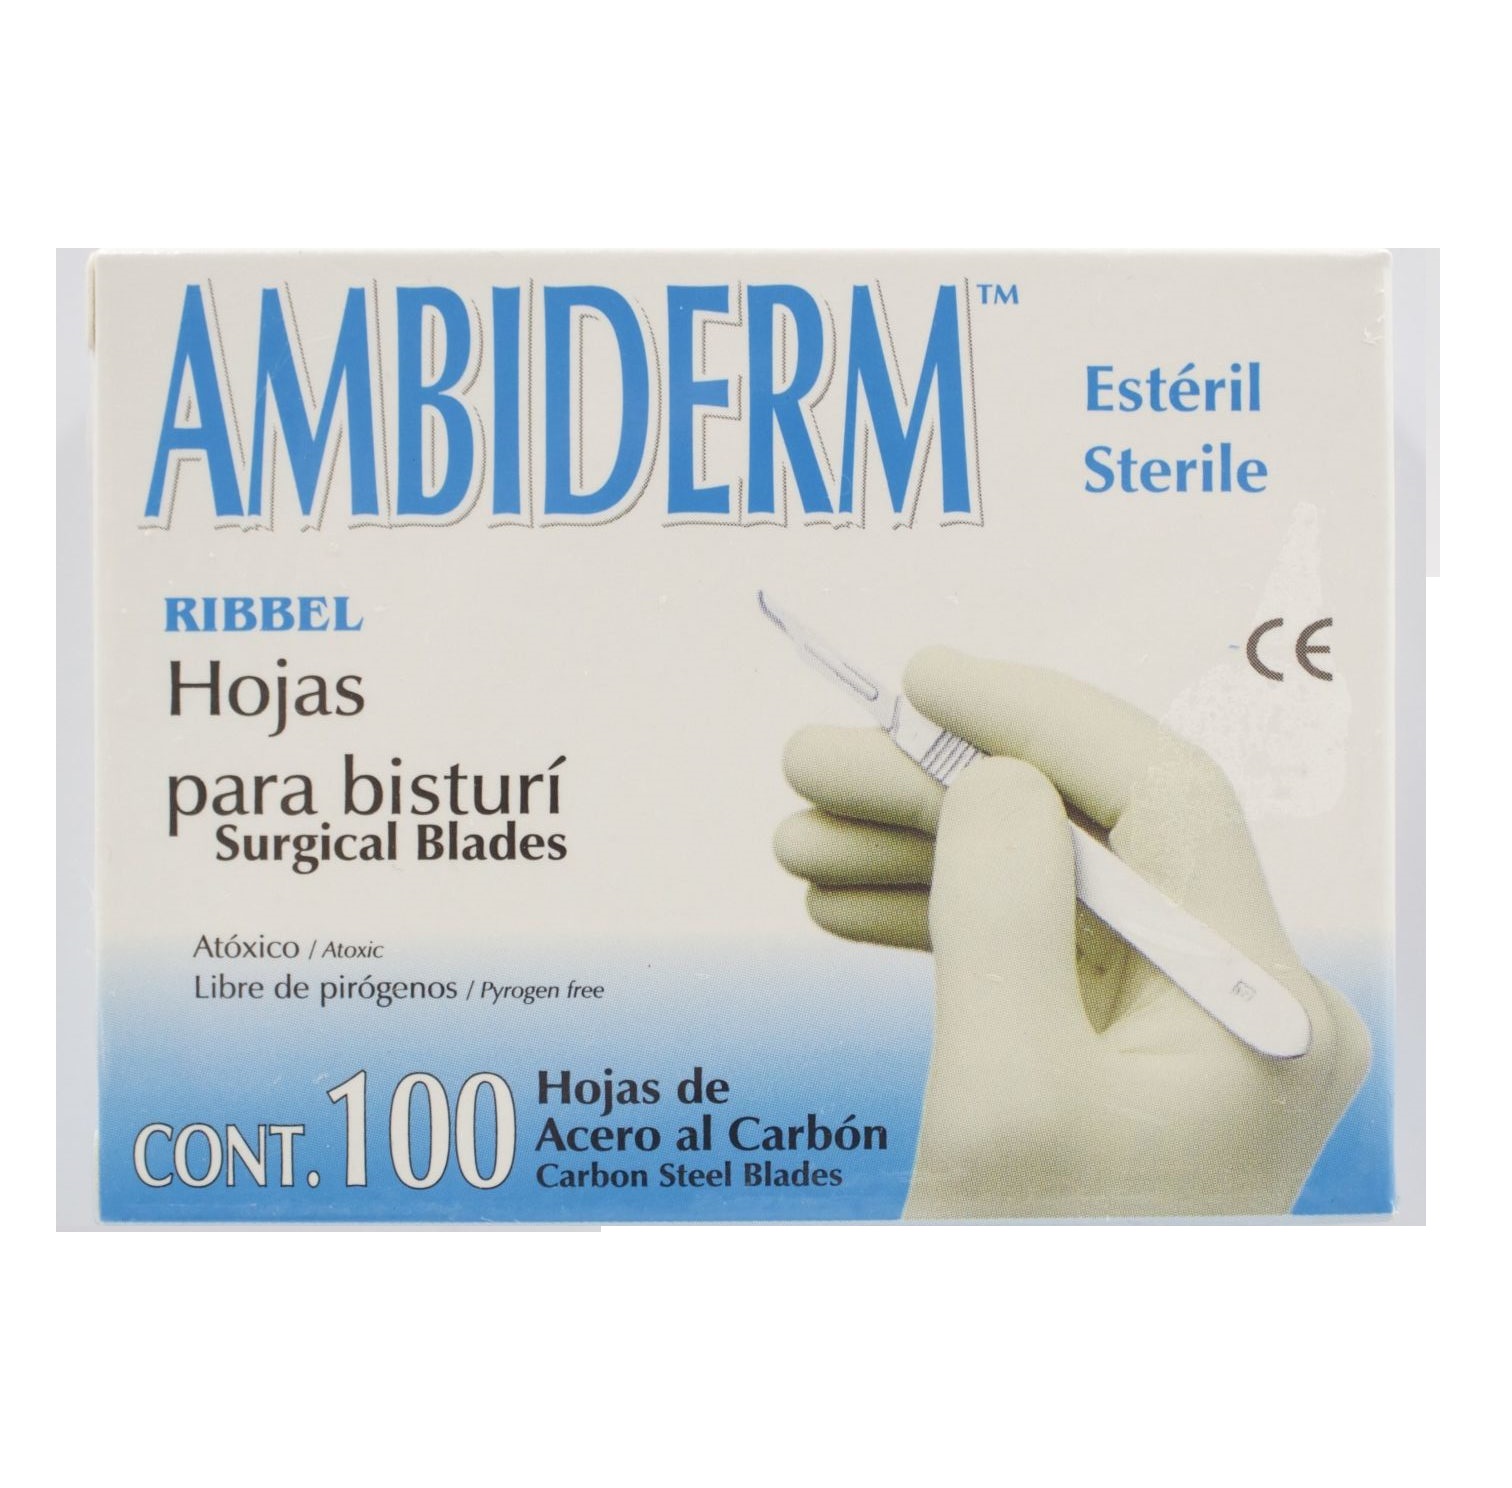 AMBIDERM™
Estéril
Sterile
RIBBEL
Hojas
para bisturí
Surgical Blades
CE
Atóxico / Atoxic
Libre de pirógenos / Pyrogen free
CONT. 100
Hojas de
Acero al Carbón
Carbon Steel Blades